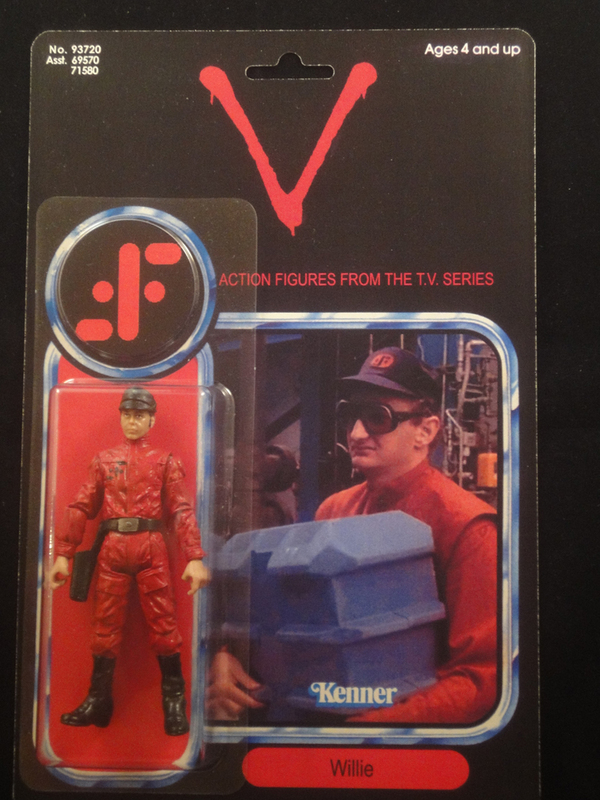 No. 93720
Asst. 69570
71580
Ages 4 and up
V
ACTION FIGURES FROM THE T.V. SERIES
Kenner
Willie